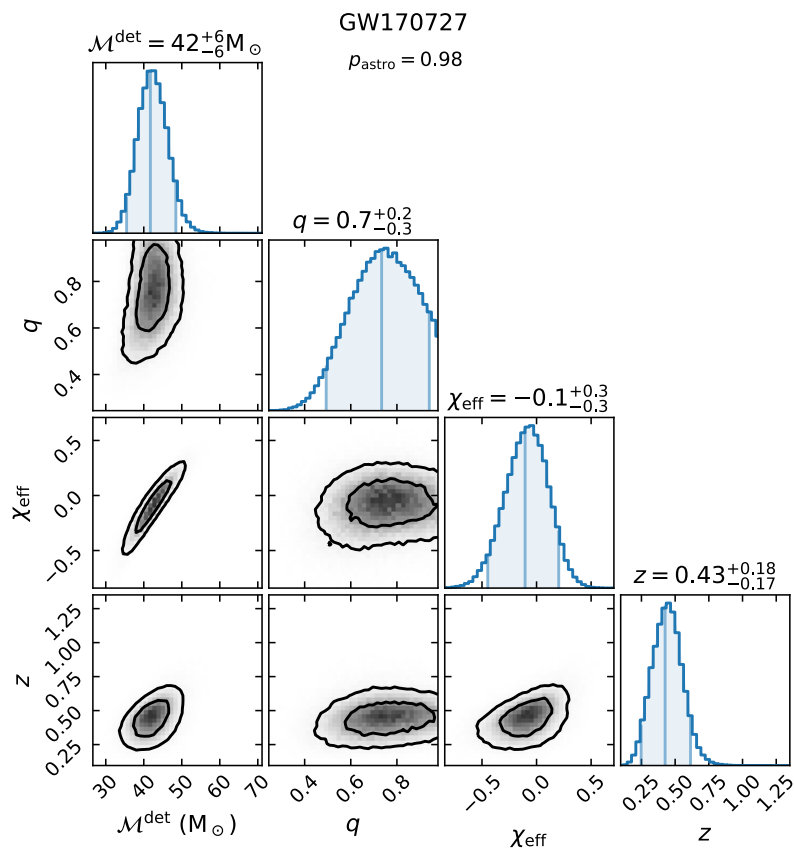 GW170727
p_astro = 0.98
𝓜^det = 42^{+6}_{−6} M_⊙
q = 0.7^{+0.2}_{−0.3}
q
0.8
0.6
0.4
χ_eff = −0.1^{+0.3}_{−0.3}
χ_eff
0.5
0.0
−0.5
z = 0.43^{+0.18}_{−0.17}
z
1.25
1.00
0.75
0.50
0.25
30 40 50 60 70 0.4 0.8 −0.5 0.0 0.5 0.25 0.50 0.75 1.00 1.25
𝓜^det (M_⊙) q χ_eff z